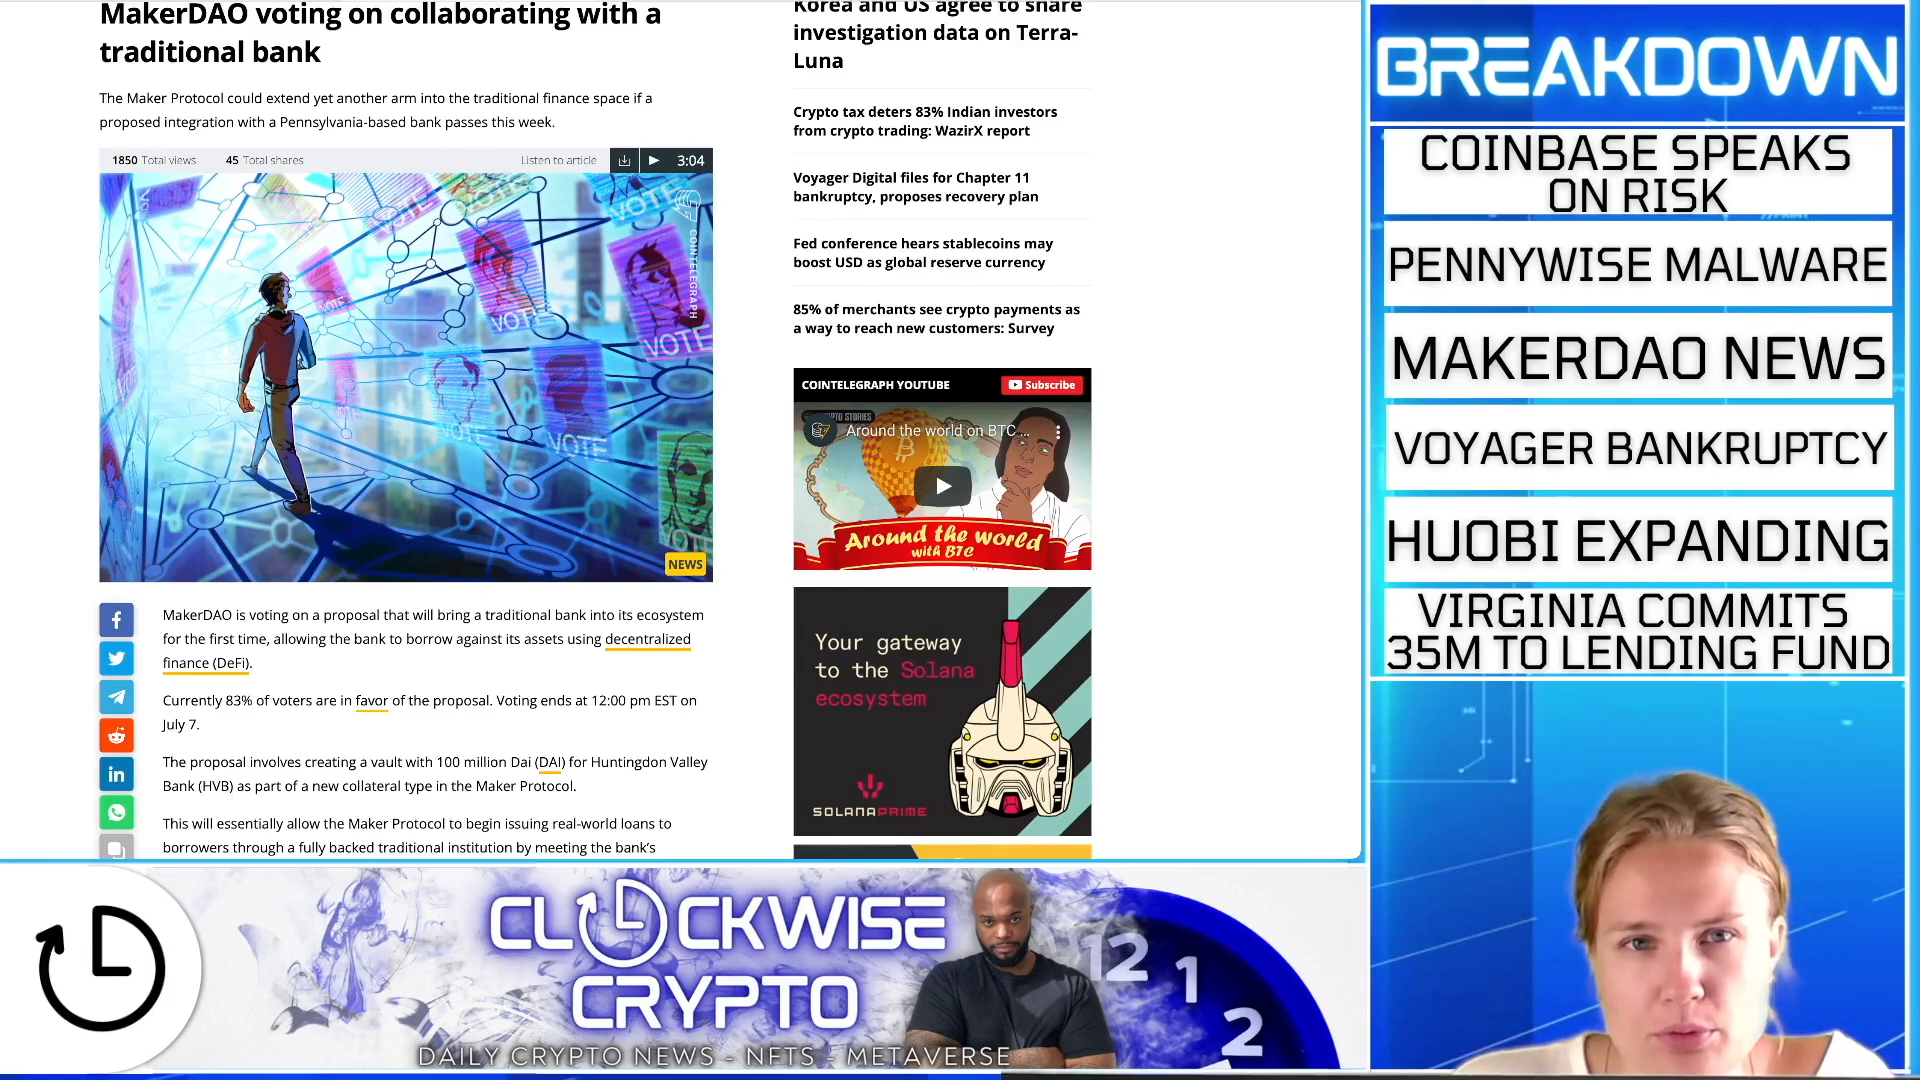 MakerDAO voting on collaborating with a
traditional bank
The Maker Protocol could extend yet another arm into the traditional finance space if a
proposed integration with a Pennsylvania-based bank passes this week.
1850 Total views 45 Total shares Listen to article 3:04
VOTE
VOTE
VOTE
VOTE
VOTE
VOTE
COINTELEGRAPH
NEWS
MakerDAO is voting on a proposal that will bring a traditional bank into its ecosystem
for the first time, allowing the bank to borrow against its assets using decentralized
finance (DeFi).
Currently 83% of voters are in favor of the proposal. Voting ends at 12:00 pm EST on
July 7.
The proposal involves creating a vault with 100 million Dai (DAI) for Huntingdon Valley
Bank (HVB) as part of a new collateral type in the Maker Protocol.
This will essentially allow the Maker Protocol to begin issuing real-world loans to
borrowers through a fully backed traditional institution by meeting the bank's
Korea and US agree to share
investigation data on Terra-
Luna
Crypto tax deters 83% Indian investors
from crypto trading: WazirX report
Voyager Digital files for Chapter 11
bankruptcy, proposes recovery plan
Fed conference hears stablecoins may
boost USD as global reserve currency
85% of merchants see crypto payments as
a way to reach new customers: Survey
COINTELEGRAPH YOUTUBE Subscribe
Around the world on BTC ...
Around the world
with BTC
Your gateway
to the Solana
ecosystem
SOLANAPRIME
BREAKDOWN
COINBASE SPEAKS
ON RISK
PENNYWISE MALWARE
MAKERDAO NEWS
VOYAGER BANKRUPTCY
HUOBI EXPANDING
VIRGINIA COMMITS
35M TO LENDING FUND
CLOCKWISE
CRYPTO
DAILY CRYPTO NEWS - NFTS - METAVERSE
12
1
2